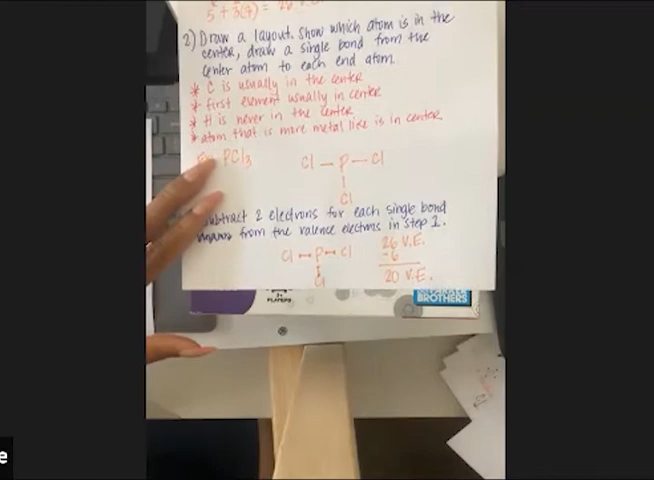 5 + 3(7) = 26 V.E.
2) Draw a layout. Show which atom is in the
center, draw a single bond from the
center atom to each end atom.
* C is usually in the center
* first element usually in center
* H is never in the center
* atom that is more metal like is in center
PCl3
Cl — P — Cl
|
Cl
Subtract 2 electrons for each single bond
from the valence electrons in step 1.
26 V.E.
Cl — P — Cl
-6
|
Cl
20 V.E.
PLAYERS
BROTHERS
e